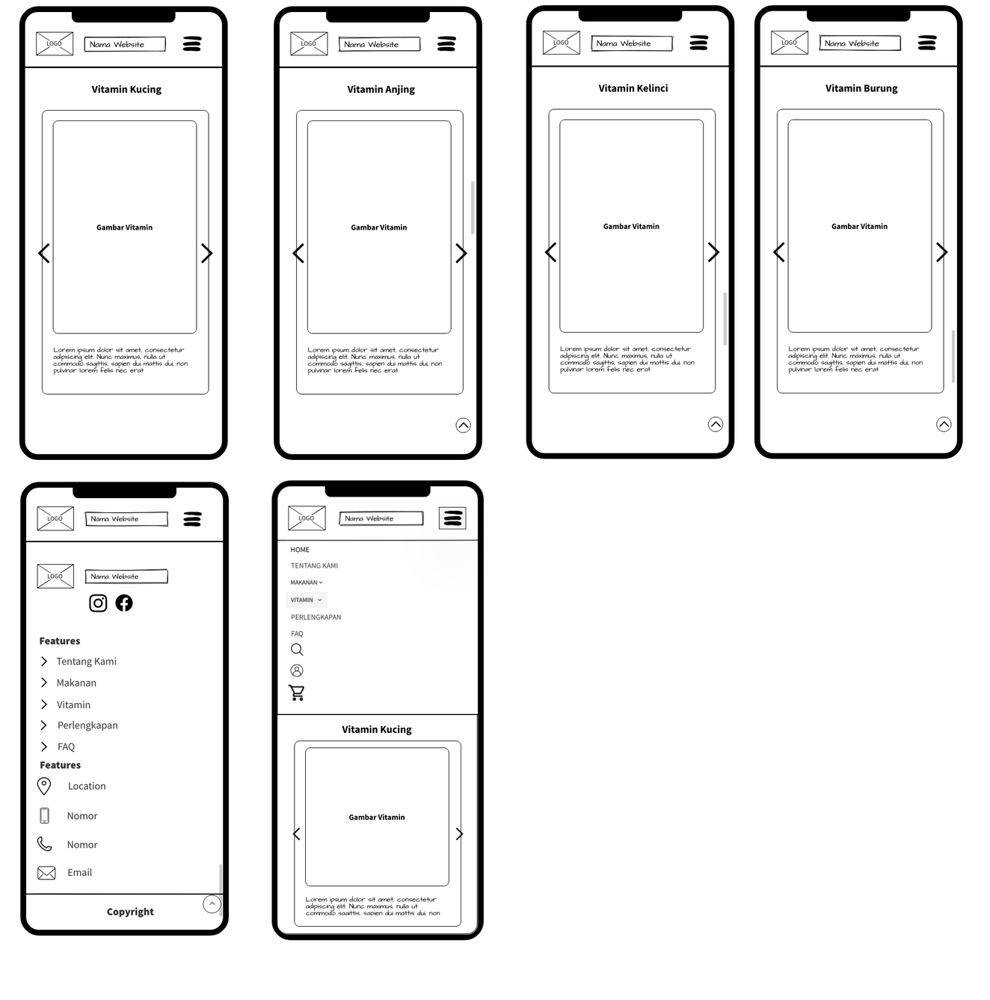 LOGO
Nama Website
Vitamin Kucing
Gambar Vitamin
Lorem ipsum dolor sit amet, consectetur
adipiscing elit. Nunc maximus, nulla ut
commodo sagittis, sapien dui mattis dui, non
pulvinar lorem felis nec erat
LOGO
Nama Website
Vitamin Anjing
Gambar Vitamin
Lorem ipsum dolor sit amet, consectetur
adipiscing elit. Nunc maximus, nulla ut
commodo sagittis, sapien dui mattis dui, non
pulvinar lorem felis nec erat
LOGO
Nama Website
Vitamin Kelinci
Gambar Vitamin
Lorem ipsum dolor sit amet, consectetur
adipiscing elit. Nunc maximus, nulla ut
commodo sagittis, sapien dui mattis dui, non
pulvinar lorem felis nec erat
LOGO
Nama Website
Vitamin Burung
Gambar Vitamin
Lorem ipsum dolor sit amet, consectetur
adipiscing elit. Nunc maximus, nulla ut
commodo sagittis, sapien dui mattis dui, non
pulvinar lorem felis nec erat
LOGO
Nama Website
LOGO
Nama Website
Features
Tentang Kami
Makanan
Vitamin
Perlengkapan
FAQ
Features
Location
Nomor
Nomor
Email
Copyright
LOGO
Nama Website
HOME
TENTANG KAMI
MAKANAN
VITAMIN
PERLENGKAPAN
FAQ
Vitamin Kucing
Gambar Vitamin
Lorem ipsum dolor sit amet, consectetur
adipiscing elit. Nunc maximus, nulla ut
commodo sagittis, sapien dui mattis dui, non